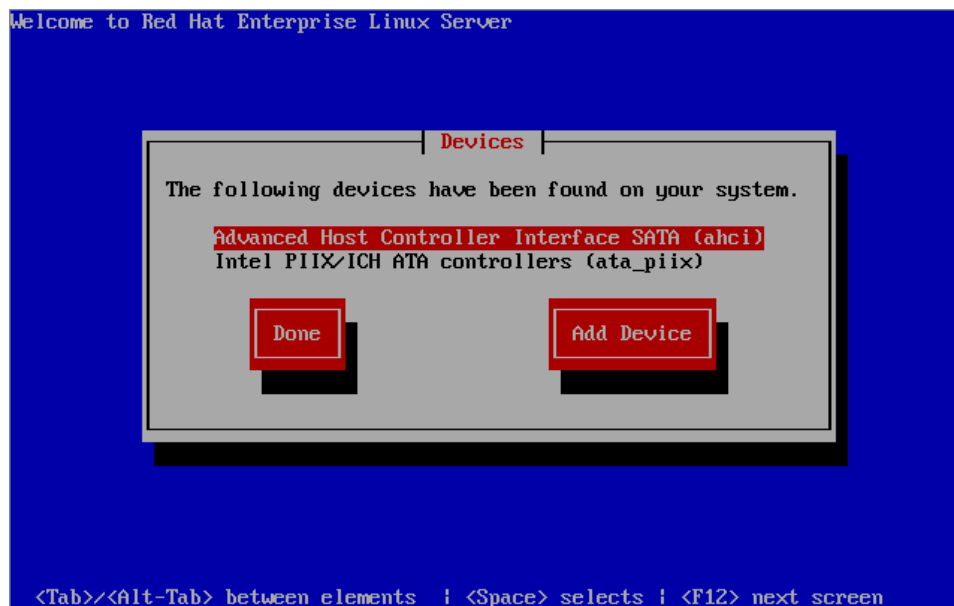 Welcome to Red Hat Enterprise Linux Server
Devices
The following devices have been found on your system.
Advanced Host Controller Interface SATA (ahci)
Intel PIIX/ICH ATA controllers (ata_piix)
Done Add Device
<Tab>/<Alt-Tab> between elements | <Space> selects | <F12> next screen